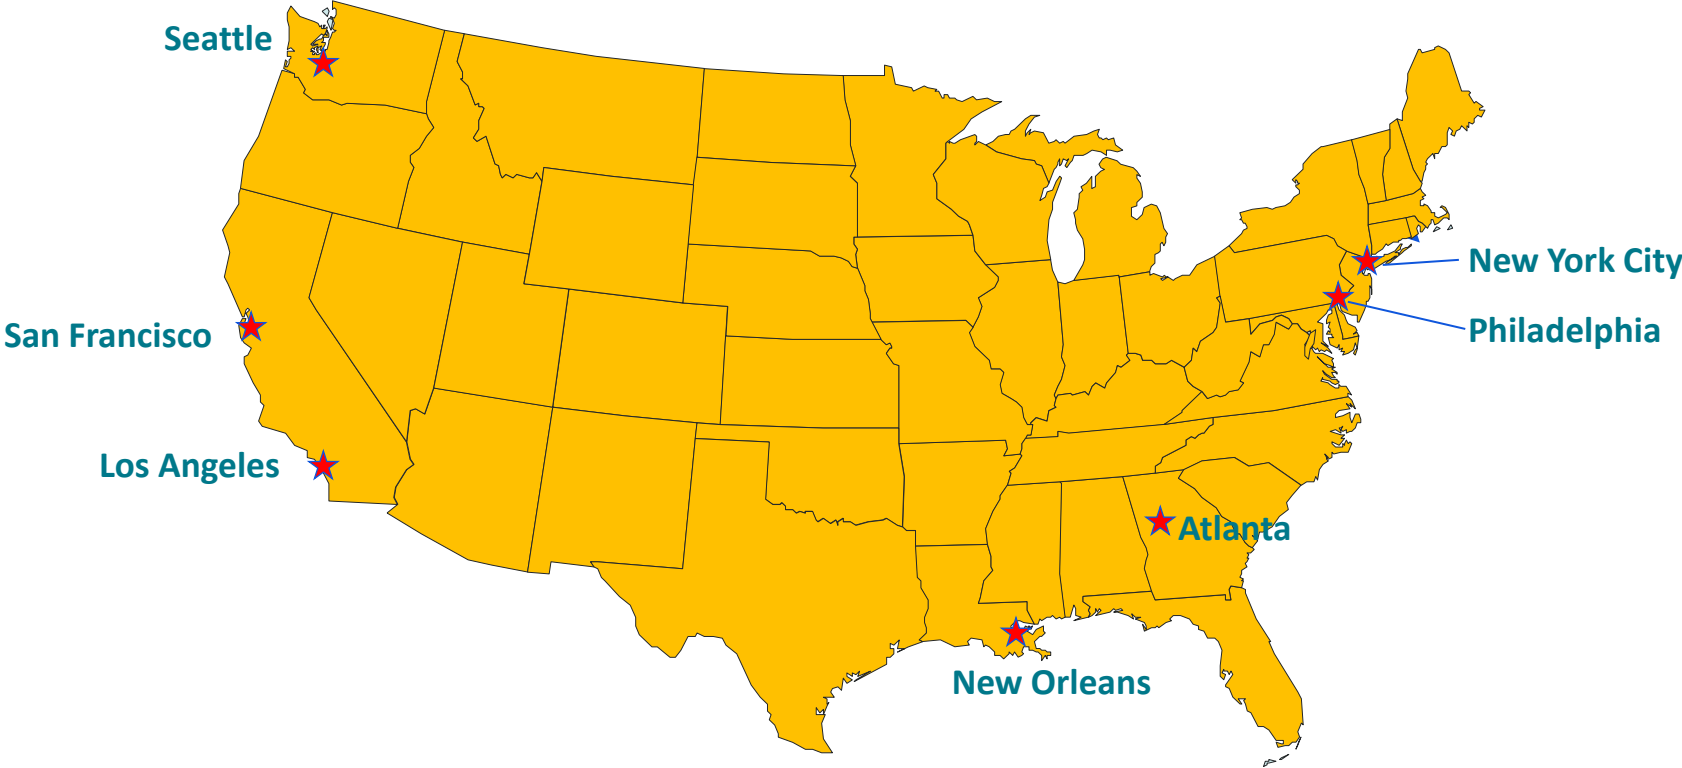 Seattle
New York City
San Francisco
Philadelphia
Los Angeles
Atlanta
New Orleans